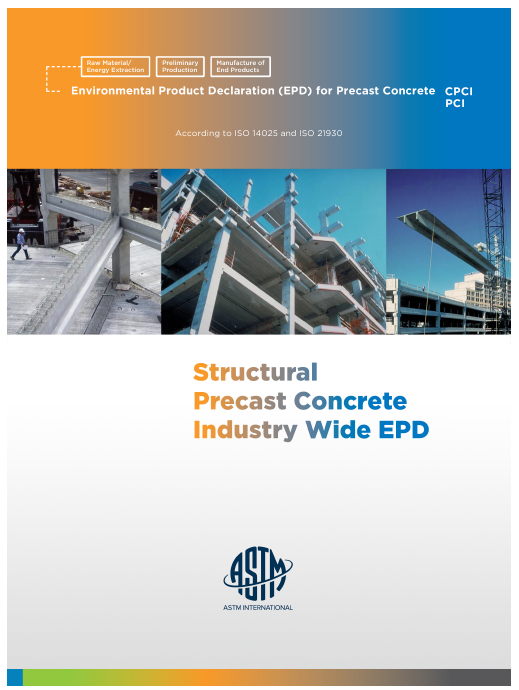 Raw Material/
Energy Extraction
Preliminary
Production
Manufacture of
End Products
Environmental Product Declaration (EPD) for Precast Concrete
CPCI
PCI
According to ISO 14025 and ISO 21930
Structural
Precast Concrete
Industry Wide EPD
ASTM
ASTM INTERNATIONAL